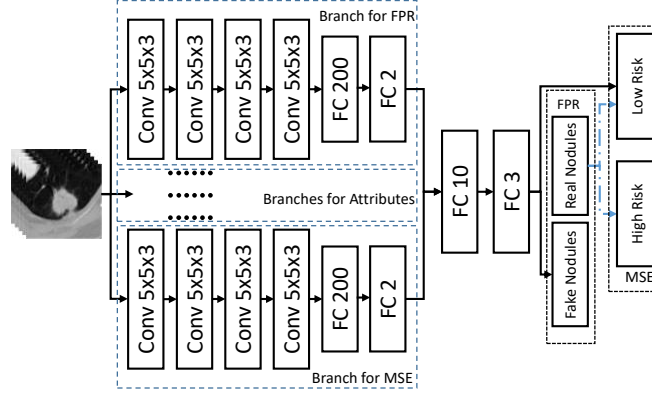 Branch for FPR
Conv 5x5x3
Conv 5x5x3
Conv 5x5x3
Conv 5x5x3
FC 200
FC 2
Branches for Attributes
Conv 5x5x3
Conv 5x5x3
Conv 5x5x3
Conv 5x5x3
FC 200
FC 2
Branch for MSE
FC 10
FC 3
FPR
Real Nodules
Fake Nodules
Low Risk
High Risk
MSE